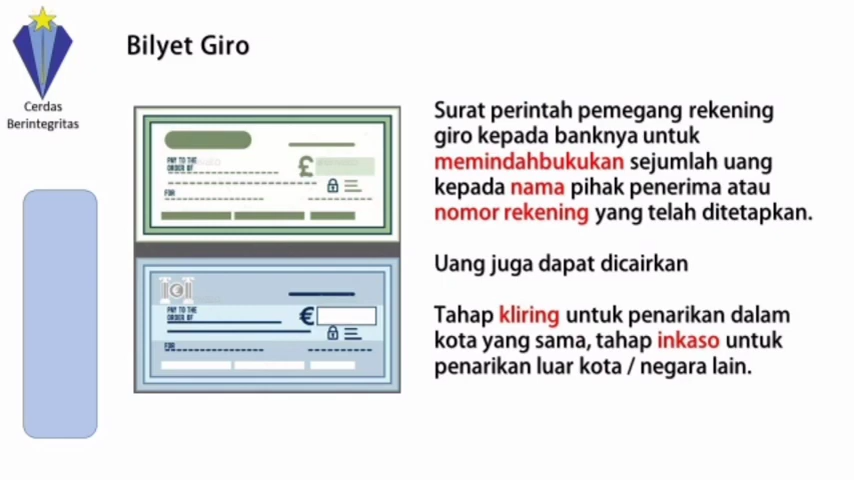 Bilyet Giro
Cerdas
Berintegritas
Surat perintah pemegang rekening
giro kepada banknya untuk
memindahbukukan sejumlah uang
kepada nama pihak penerima atau
nomor rekening yang telah ditetapkan.
Uang juga dapat dicairkan
Tahap kliring untuk penarikan dalam
kota yang sama, tahap inkaso untuk
penarikan luar kota / negara lain.
PAY TO THE
ORDER OF
£
FOR
PAY TO THE
ORDER OF
€
FOR